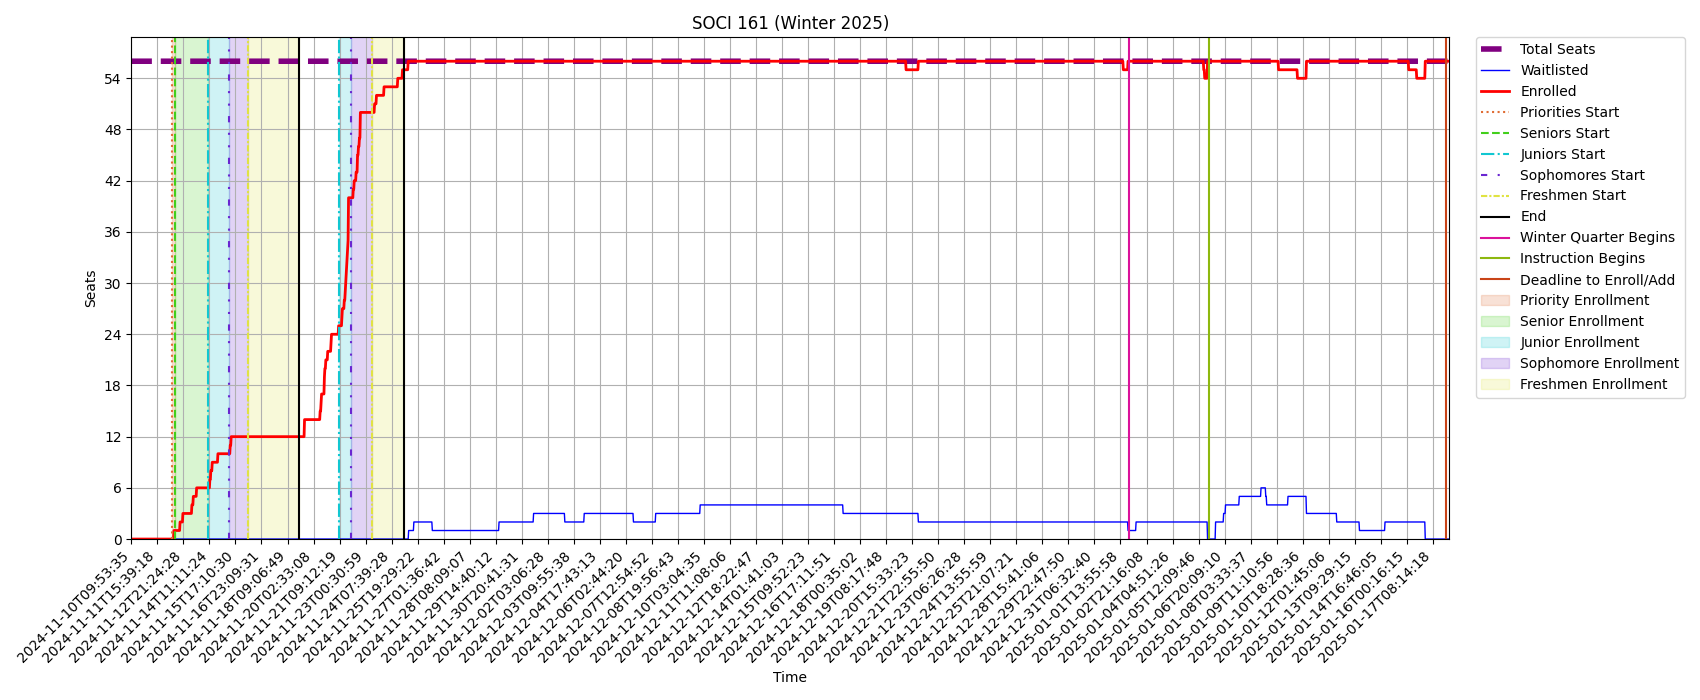 SOCI 161 (Winter 2025)
Seats
54
48
42
36
30
24
18
12
6
0
2024-11-10T09:53:35
2024-11-11T15:39:18
2024-11-12T21:24:28
2024-11-14T11:11:24
2024-11-15T17:10:30
2024-11-16T23:09:31
2024-11-18T09:06:49
2024-11-20T02:33:08
2024-11-21T09:12:19
2024-11-23T00:30:59
2024-11-24T07:39:28
2024-11-25T19:29:22
2024-11-27T01:36:42
2024-11-28T08:09:07
2024-11-29T14:40:12
2024-11-30T20:41:31
2024-12-02T03:06:28
2024-12-03T09:55:38
2024-12-04T17:43:13
2024-12-06T02:44:20
2024-12-07T12:54:52
2024-12-08T19:56:43
2024-12-10T03:04:35
2024-12-11T11:08:06
2024-12-12T18:22:47
2024-12-14T01:41:03
2024-12-15T09:52:23
2024-12-16T17:11:51
2024-12-18T00:35:02
2024-12-19T08:17:48
2024-12-20T15:33:23
2024-12-21T22:55:50
2024-12-23T06:26:28
2024-12-24T13:55:59
2024-12-25T21:07:21
2024-12-28T15:41:06
2024-12-29T22:47:50
2024-12-31T06:32:40
2025-01-01T13:55:58
2025-01-02T21:16:08
2025-01-04T04:51:26
2025-01-05T12:09:46
2025-01-06T20:09:10
2025-01-08T03:33:37
2025-01-09T11:10:56
2025-01-10T18:28:36
2025-01-12T01:45:06
2025-01-13T09:29:15
2025-01-14T16:46:05
2025-01-16T00:16:15
2025-01-17T08:14:18
Time
Total Seats
Waitlisted
Enrolled
Priorities Start
Seniors Start
Juniors Start
Sophomores Start
Freshmen Start
End
Winter Quarter Begins
Instruction Begins
Deadline to Enroll/Add
Priority Enrollment
Senior Enrollment
Junior Enrollment
Sophomore Enrollment
Freshmen Enrollment